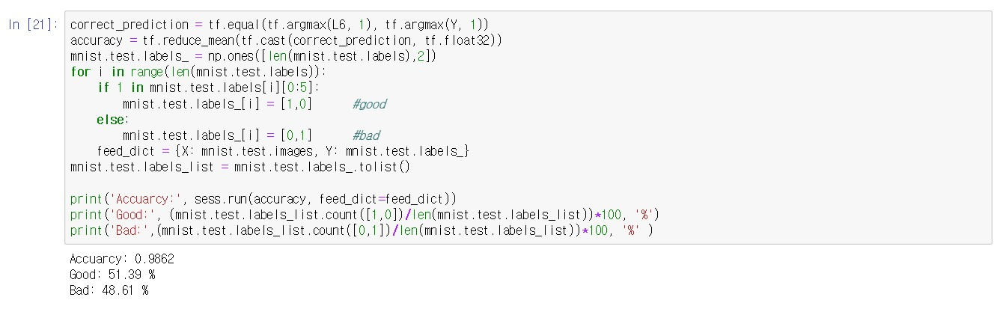 In [21]: correct_prediction = tf.equal(tf.argmax(L6, 1), tf.argmax(Y, 1))
accuracy = tf.reduce_mean(tf.cast(correct_prediction, tf.float32))
mnist.test.labels_ = np.ones([len(mnist.test.labels),2])
for i in range(len(mnist.test.labels)):
    if 1 in mnist.test.labels[i][0:5]:
        mnist.test.labels_[i] = [1,0]      #good
    else:
        mnist.test.labels_[i] = [0,1]      #bad
    feed_dict = {X: mnist.test.images, Y: mnist.test.labels_}
mnist.test.labels_list = mnist.test.labels_.tolist()

print('Accuarcy:', sess.run(accuracy, feed_dict=feed_dict))
print('Good:', (mnist.test.labels_list.count([1,0])/len(mnist.test.labels_list))*100, '%')
print('Bad:',(mnist.test.labels_list.count([0,1])/len(mnist.test.labels_list))*100, '%' )
Accuarcy: 0.9862
Good: 51.39 %
Bad: 48.61 %